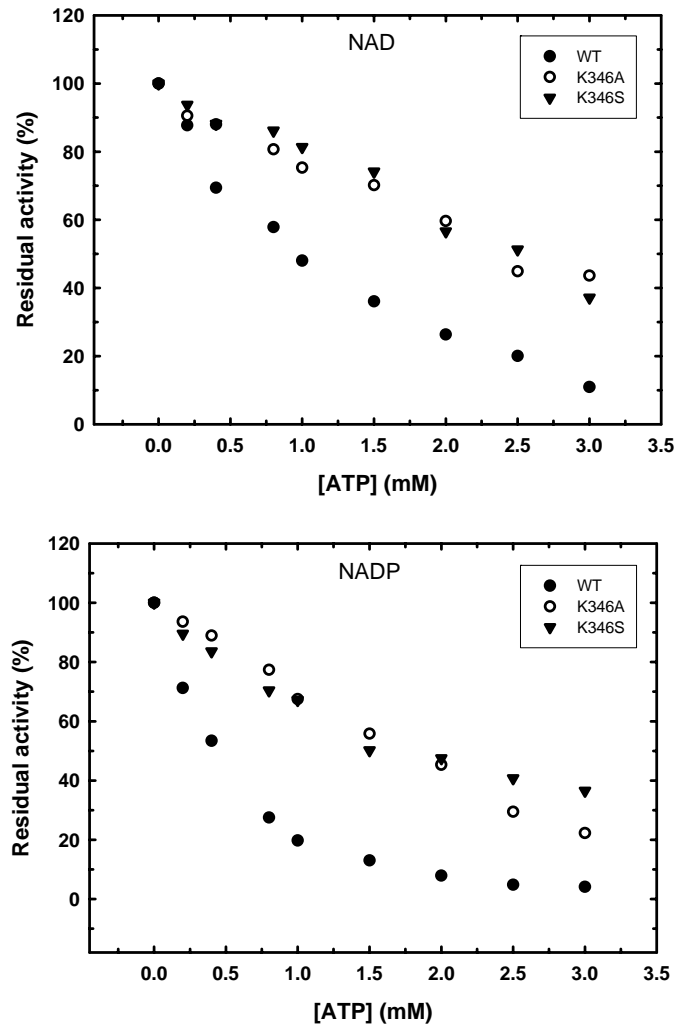 120
NAD
WT
K346A
K346S
100
80
60
40
20
0
Residual activity (%)
0.0 0.5 1.0 1.5 2.0 2.5 3.0 3.5
[ATP] (mM)
120
NADP
WT
K346A
K346S
100
80
60
40
20
0
Residual activity (%)
0.0 0.5 1.0 1.5 2.0 2.5 3.0 3.5
[ATP] (mM)